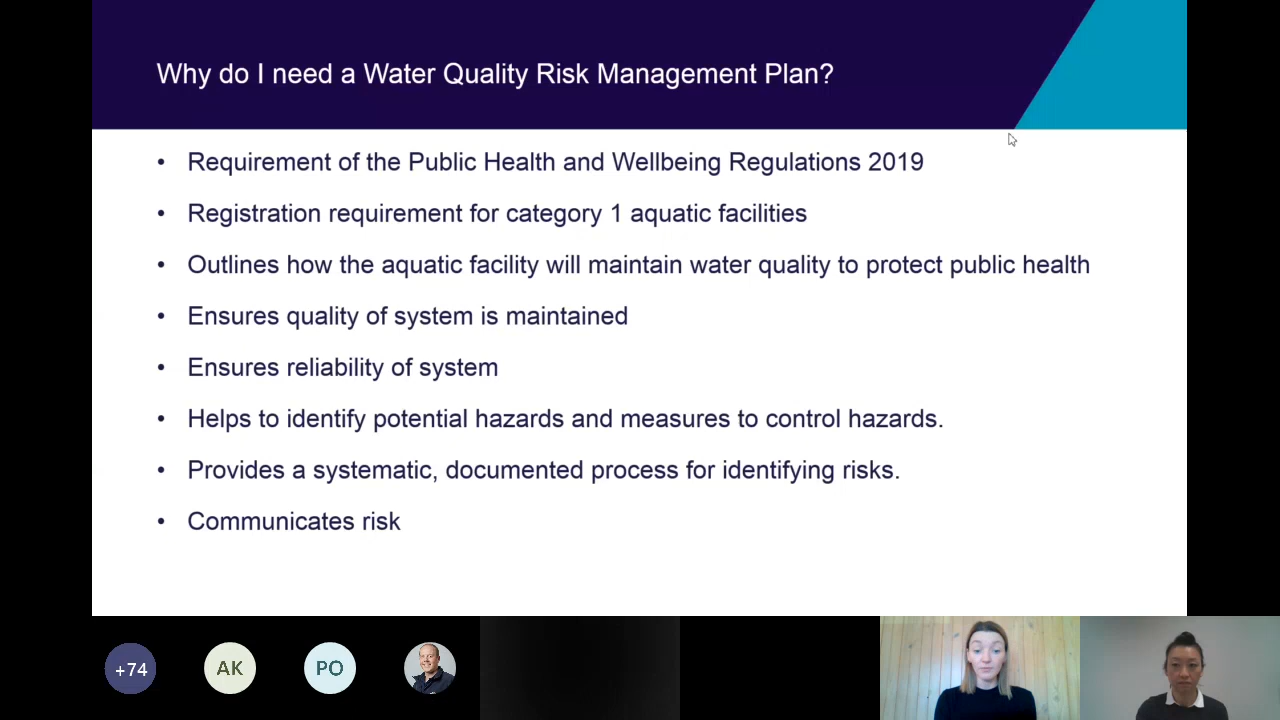 Why do I need a Water Quality Risk Management Plan?
• Requirement of the Public Health and Wellbeing Regulations 2019
• Registration requirement for category 1 aquatic facilities
• Outlines how the aquatic facility will maintain water quality to protect public health
• Ensures quality of system is maintained
• Ensures reliability of system
• Helps to identify potential hazards and measures to control hazards.
• Provides a systematic, documented process for identifying risks.
• Communicates risk
+74
AK
PO